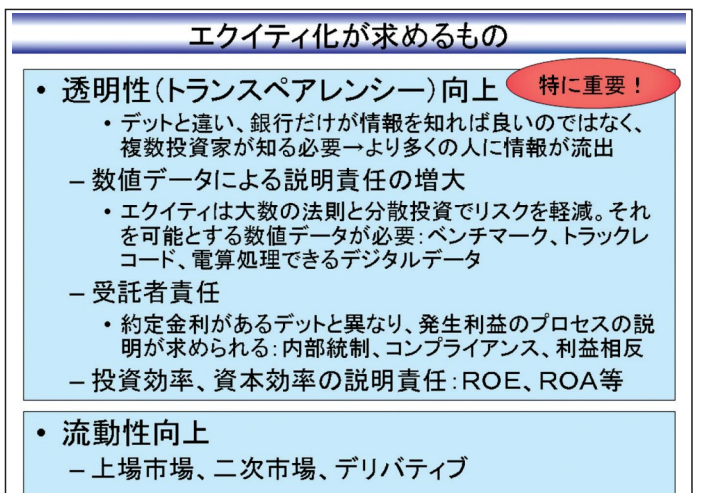 エクイティ化が求めるもの
• 透明性(トランスペアレンシー)向上
特に重要！
• デットと違い、銀行だけが情報を知れば良いのではなく、
複数投資家が知る必要→より多くの人に情報が流出
– 数値データによる説明責任の増大
• エクイティは大数の法則と分散投資でリスクを軽減。それ
を可能とする数値データが必要：ベンチマーク、トラックレ
コード、電算処理できるデジタルデータ
– 受託者責任
• 約定金利があるデットと異なり、発生利益のプロセスの説
明が求められる：内部統制、コンプライアンス、利益相反
– 投資効率、資本効率の説明責任：ROE、ROA等
• 流動性向上
– 上場市場、二次市場、デリバティブ